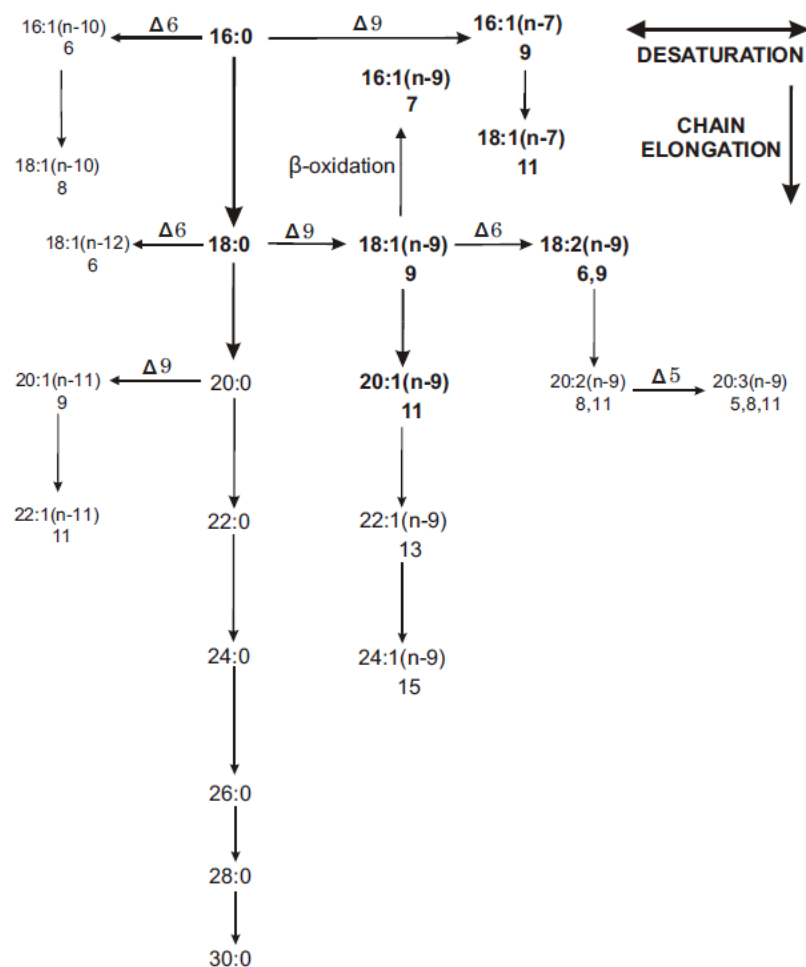 16:1(n-10)
6
Δ6
16:0
Δ9
16:1(n-7)
9
DESATURATION
16:1(n-9)
7
18:1(n-10)
8
β-oxidation
18:1(n-7)
11
CHAIN
ELONGATION
18:1(n-12)
6
Δ6
18:0
Δ9
18:1(n-9)
9
Δ6
18:2(n-9)
6,9
20:1(n-11)
9
Δ9
20:0
20:1(n-9)
11
20:2(n-9)
8,11
Δ5
20:3(n-9)
5,8,11
22:1(n-11)
11
22:0
22:1(n-9)
13
24:0
24:1(n-9)
15
26:0
28:0
30:0